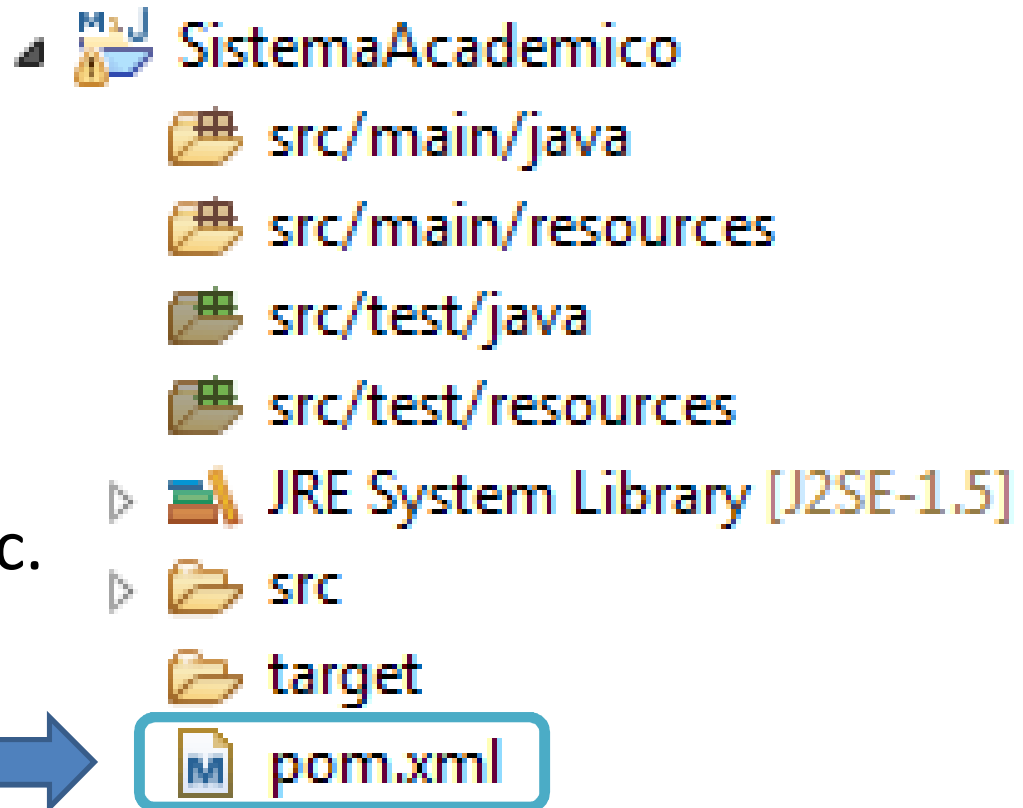 SistemaAcademico
src/main/java
src/main/resources
src/test/java
src/test/resources
JRE System Library [J2SE-1.5]
c.
src
target
pom.xml